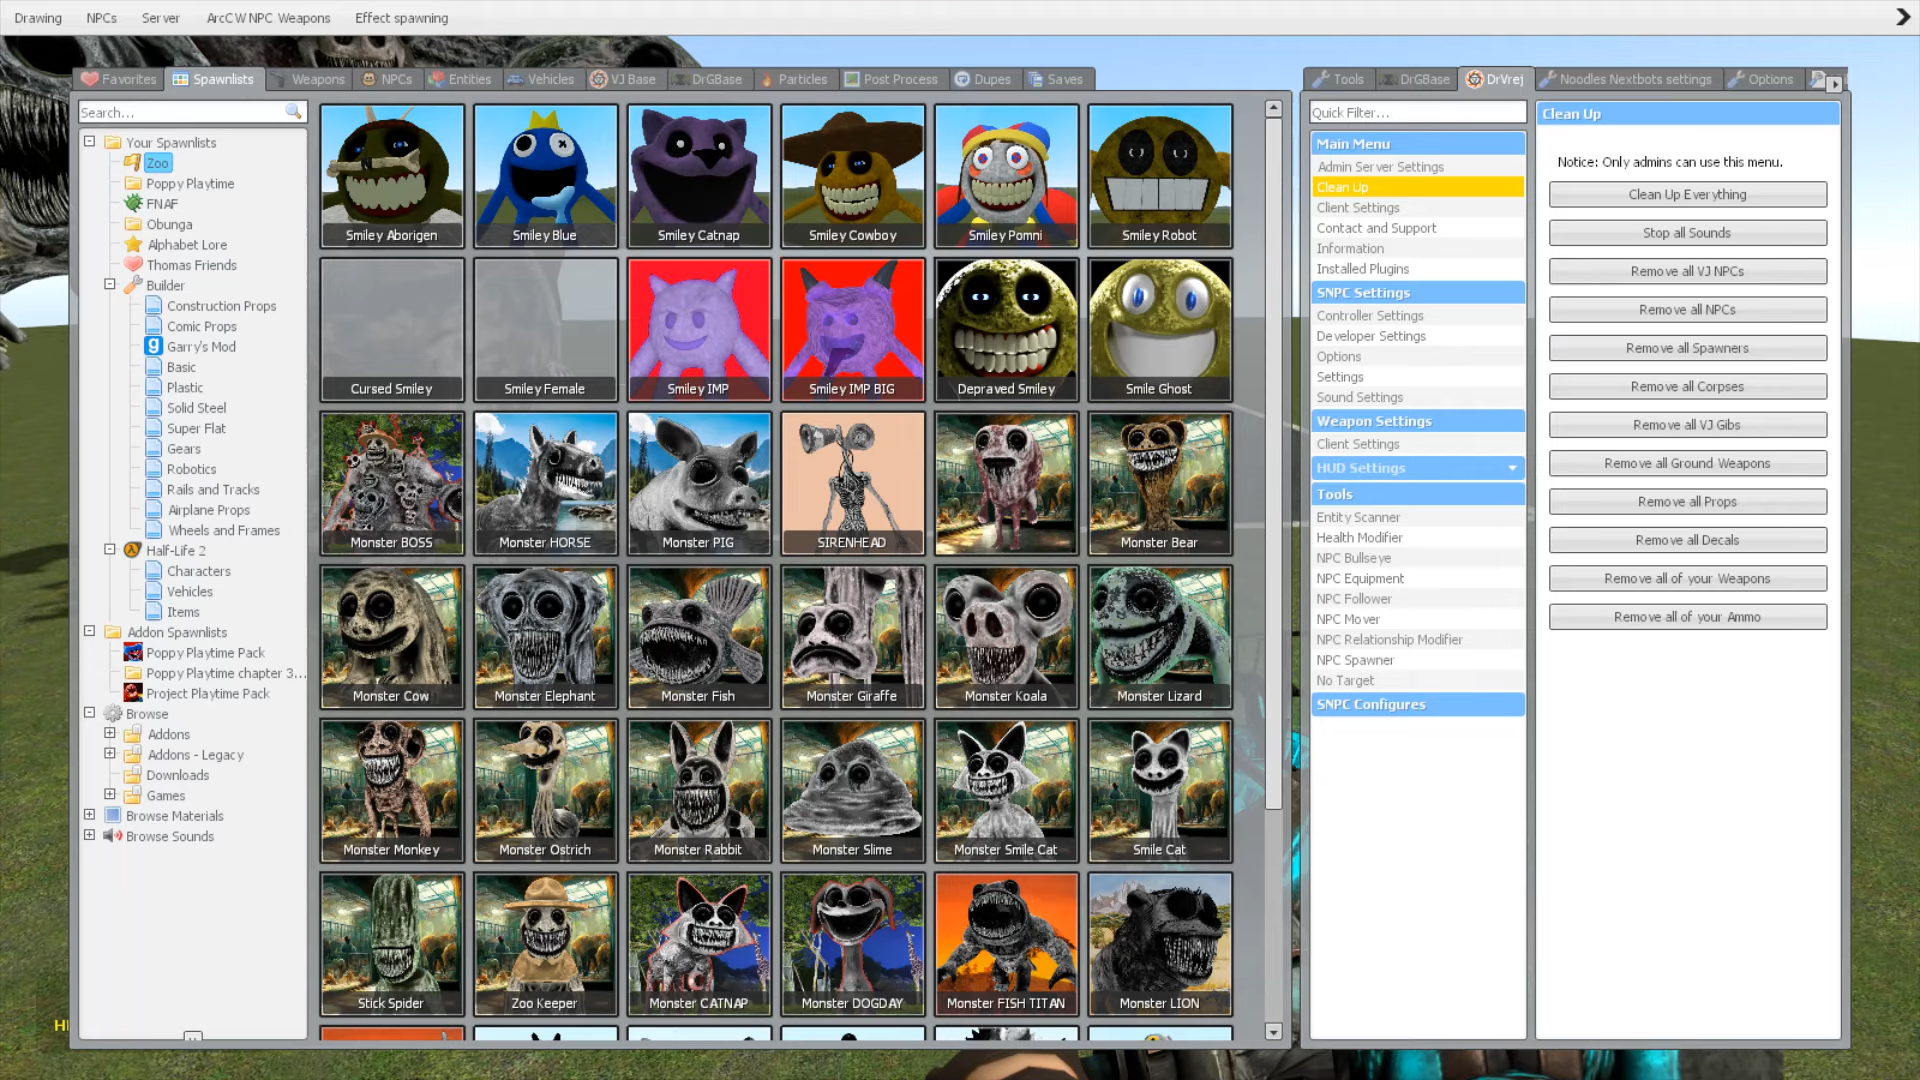 Drawing NPCs Server ArcCW NPC Weapons Effect spawning
Favorites Spawnlists Weapons NPCs Entities Vehicles VJ Base DrGBase Particles Post Process Dupes Saves
Search...
Your Spawnlists
Zoo
Poppy Playtime
FNAF
Obunga
Alphabet Lore
Thomas Friends
Builder
Construction Props
Comic Props
Garry's Mod
Basic
Plastic
Solid Steel
Super Flat
Gears
Robotics
Rails and Tracks
Airplane Props
Wheels and Frames
Half-Life 2
Characters
Vehicles
Items
Addon Spawnlists
Poppy Playtime Pack
Poppy Playtime chapter 3...
Project Playtime Pack
Browse
Addons
Addons - Legacy
Downloads
Games
Browse Materials
Browse Sounds
Smiley Aborigen Smiley Blue Smiley Catnap Smiley Cowboy Smiley Pomni Smiley Robot
Cursed Smiley Smiley Female Smiley IMP Smiley IMP BIG Depraved Smiley Smile Ghost
Monster BOSS Monster HORSE Monster PIG SIRENHEAD Monster Bear
Monster Cow Monster Elephant Monster Fish Monster Giraffe Monster Koala Monster Lizard
Monster Monkey Monster Ostrich Monster Rabbit Monster Slime Monster Smile Cat Smile Cat
Stick Spider Zoo Keeper Monster CATNAP Monster DOGDAY Monster FISH TITAN Monster LION
Tools DrGBase DrVrej Noodles Nextbots settings Options
Quick Filter...
Main Menu
Admin Server Settings
Clean Up
Client Settings
Contact and Support
Information
Installed Plugins
SNPC Settings
Controller Settings
Developer Settings
Options
Settings
Sound Settings
Weapon Settings
Client Settings
HUD Settings
Tools
Entity Scanner
Health Modifier
NPC Bullseye
NPC Equipment
NPC Follower
NPC Mover
NPC Relationship Modifier
NPC Spawner
No Target
SNPC Configures
Clean Up
Notice: Only admins can use this menu.
Clean Up Everything
Stop all Sounds
Remove all VJ NPCs
Remove all NPCs
Remove all Spawners
Remove all Corpses
Remove all VJ Gibs
Remove all Ground Weapons
Remove all Props
Remove all Decals
Remove all of your Weapons
Remove all of your Ammo